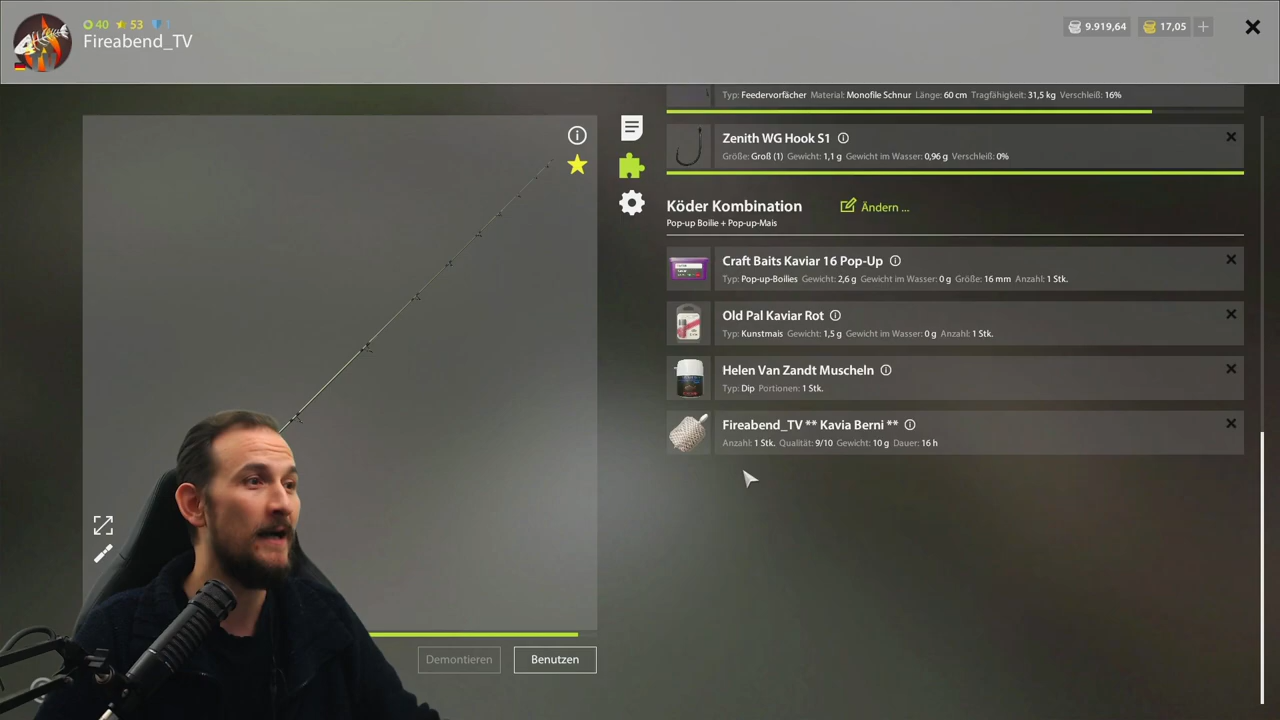 40 53
Fireabend_TV
9.919,64 17,05
Typ: Feedervorfächer Material: Monofile Schnur Länge: 60 cm Tragfähigkeit: 31,5 kg Verschleiß: 16%
Zenith WG Hook S1
Größe: Groß (1) Gewicht: 1,1 g Gewicht im Wasser: 0,96 g Verschleiß: 0%
Köder Kombination Ändern ...
Pop-up Boilie + Pop-up-Mais
Craft Baits Kaviar 16 Pop-Up
Typ: Pop-up-Boilies Gewicht: 2,6 g Gewicht im Wasser: 0 g Größe: 16 mm Anzahl: 1 Stk.
Old Pal Kaviar Rot
Typ: Kunstmais Gewicht: 1,5 g Gewicht im Wasser: 0 g Anzahl: 1 Stk.
Helen Van Zandt Muscheln
Typ: Dip Portionen: 1 Stk.
Fireabend_TV ** Kavia Berni **
Anzahl: 1 Stk. Qualität: 9/10 Gewicht: 10 g Dauer: 16 h
Demontieren Benutzen